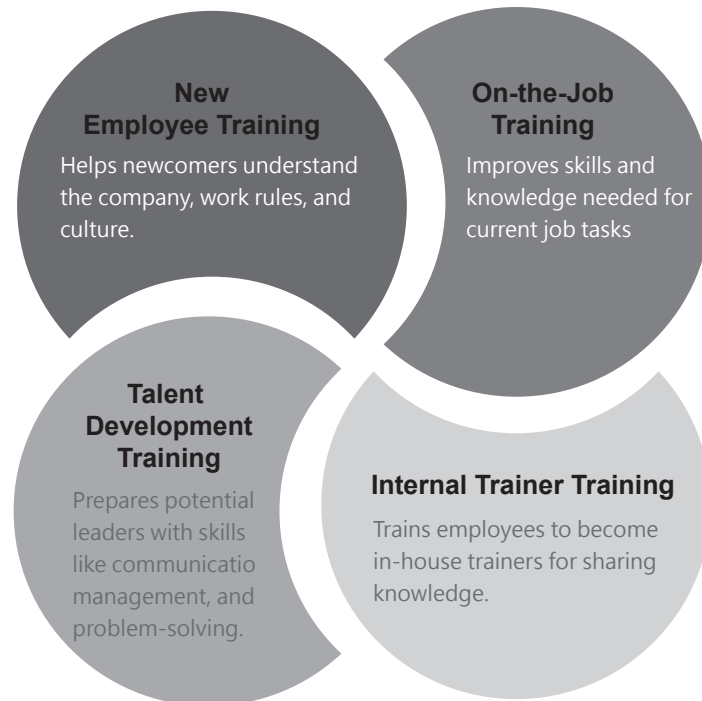 New
Employee Training
Helps newcomers understand
the company, work rules, and
culture.
On-the-Job
Training
Improves skills and
knowledge needed for
current job tasks
Talent
Development
Training
Prepares potential
leaders with skills
like communicatio
management, and
problem-solving.
Internal Trainer Training
Trains employees to become
in-house trainers for sharing
knowledge.